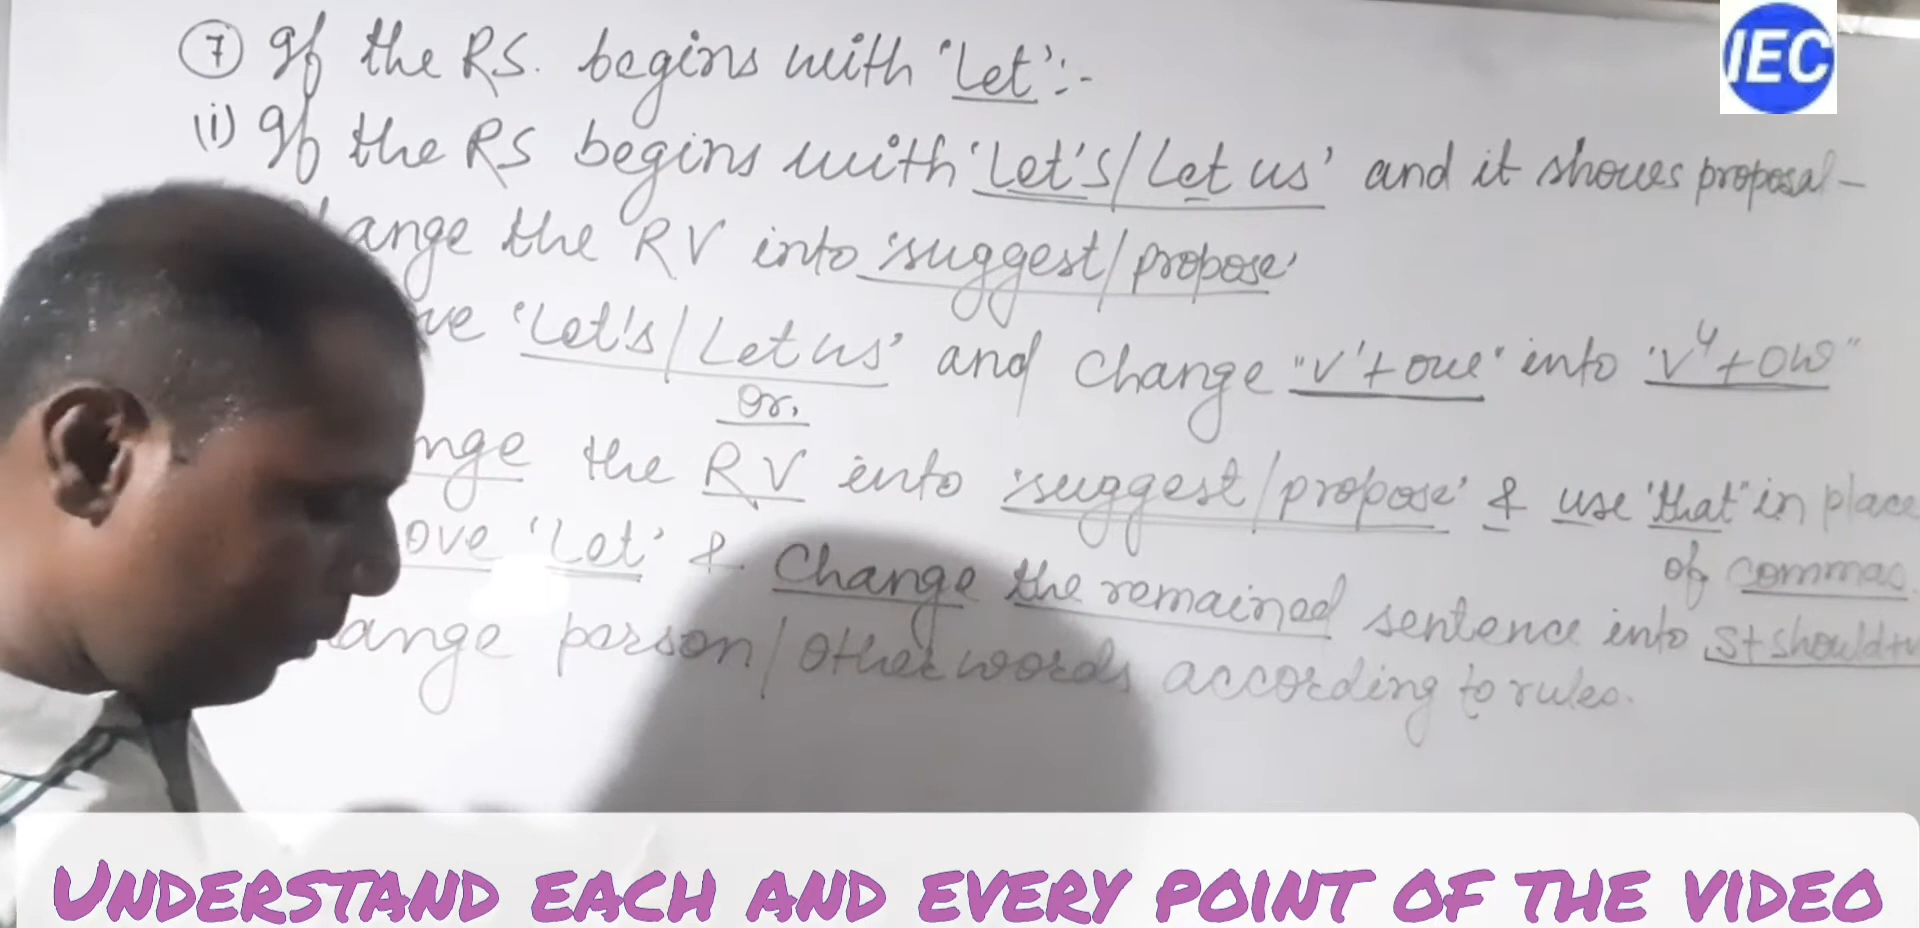 IEC
7 If the RS. begins with 'Let':-
(i) If the RS begins with 'Let's/Let us' and it shows proposal-
ange the RV into 'suggest/propose'
ve 'Let's/Let us' and change "V¹+ow" into "V⁴+ow"
or,
nge the RV into 'suggest/propose' & use 'that' in place
of commas.
ove 'Let' & change the remained sentence into S+should+v
ange person/other words according to rules.
UNDERSTAND EACH AND EVERY POINT OF THE VIDEO